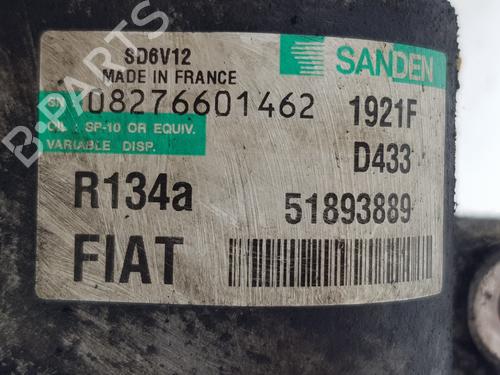 SD6V12
MADE IN FRANCE
SANDEN
08276601462
1921F
OIL : SP-10 OR EQUIV.
VARIABLE DISP.
D433
R134a
51893889
FIAT
B-PARTS